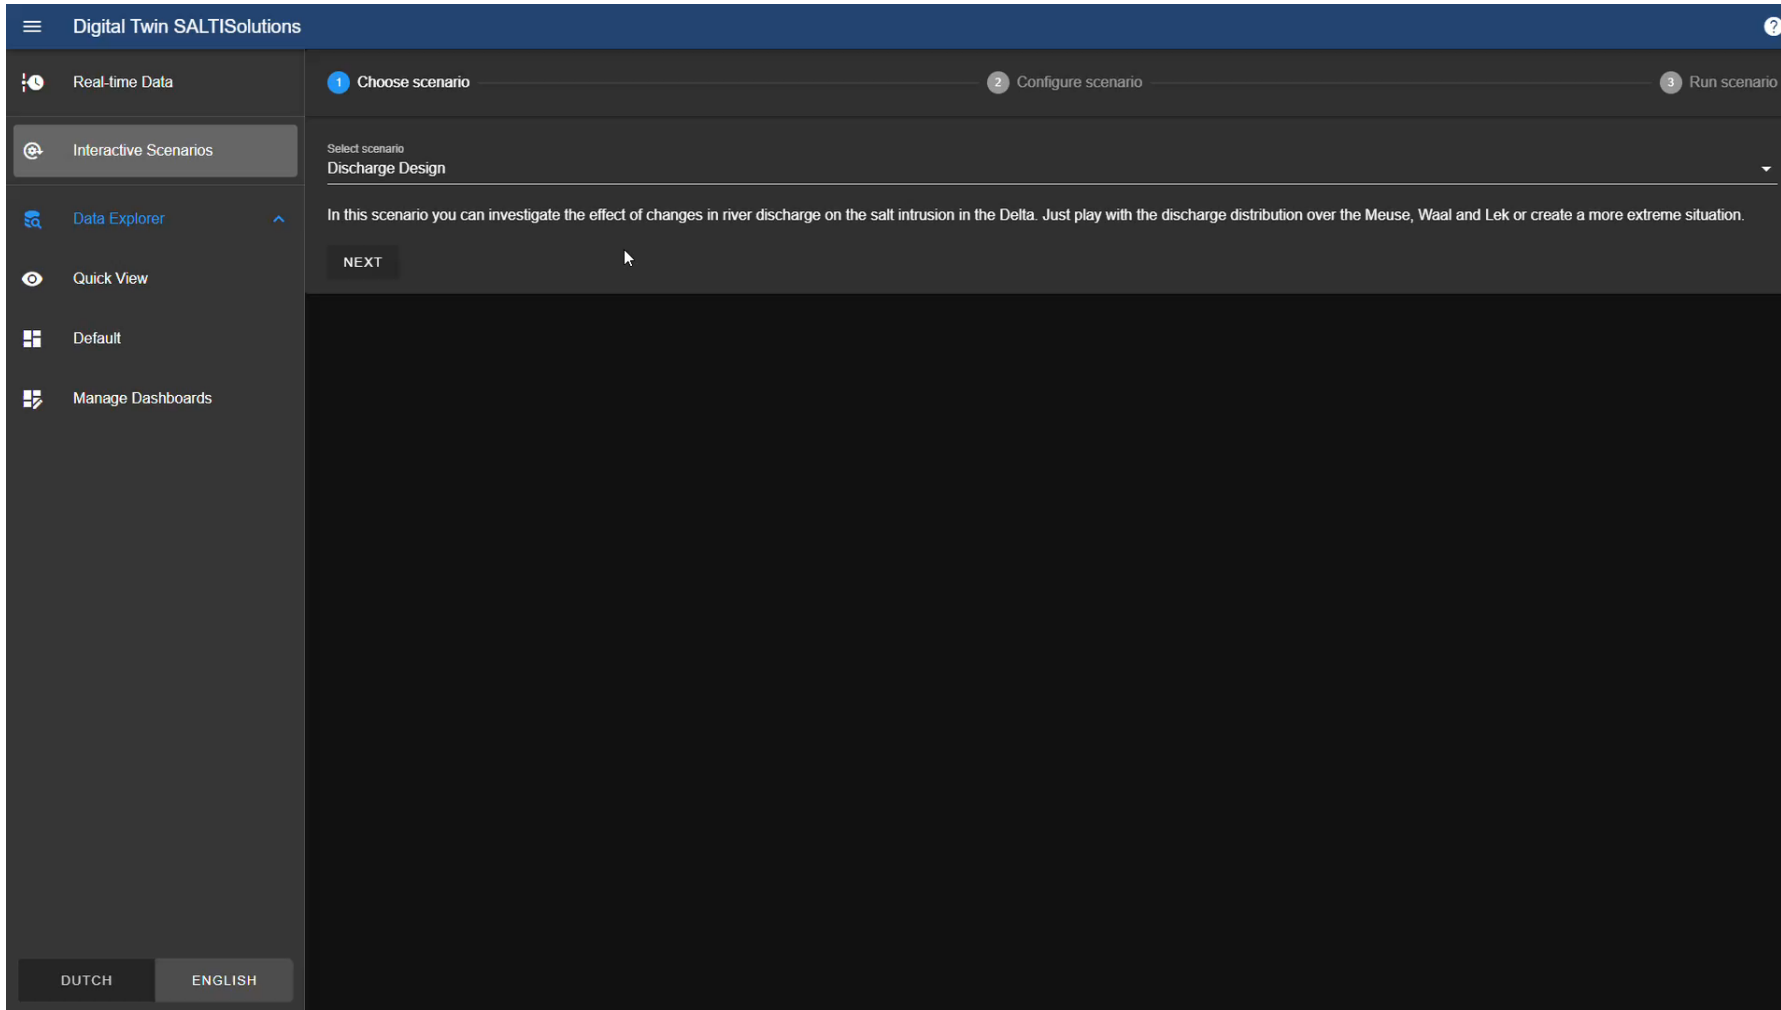 Digital Twin SALTISolutions
?
Real-time Data
1 Choose scenario
2 Configure scenario
3 Run scenario
Interactive Scenarios
Select scenario
Discharge Design
Data Explorer
In this scenario you can investigate the effect of changes in river discharge on the salt intrusion in the Delta. Just play with the discharge distribution over the Meuse, Waal and Lek or create a more extreme situation.
NEXT
Quick View
Default
Manage Dashboards
DUTCH
ENGLISH